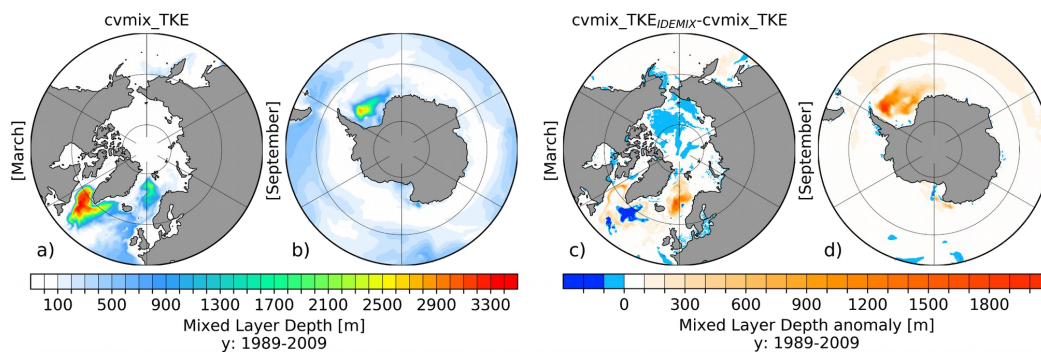 cvmix_TKE
cvmix_TKE_IDEMIX-cvmix_TKE
[March]
[September]
[March]
[September]
a)
b)
c)
d)
100 500 900 1300 1700 2100 2500 2900 3300
Mixed Layer Depth [m]
y: 1989-2009
0 300 600 900 1200 1500 1800
Mixed Layer Depth anomaly [m]
y: 1989-2009